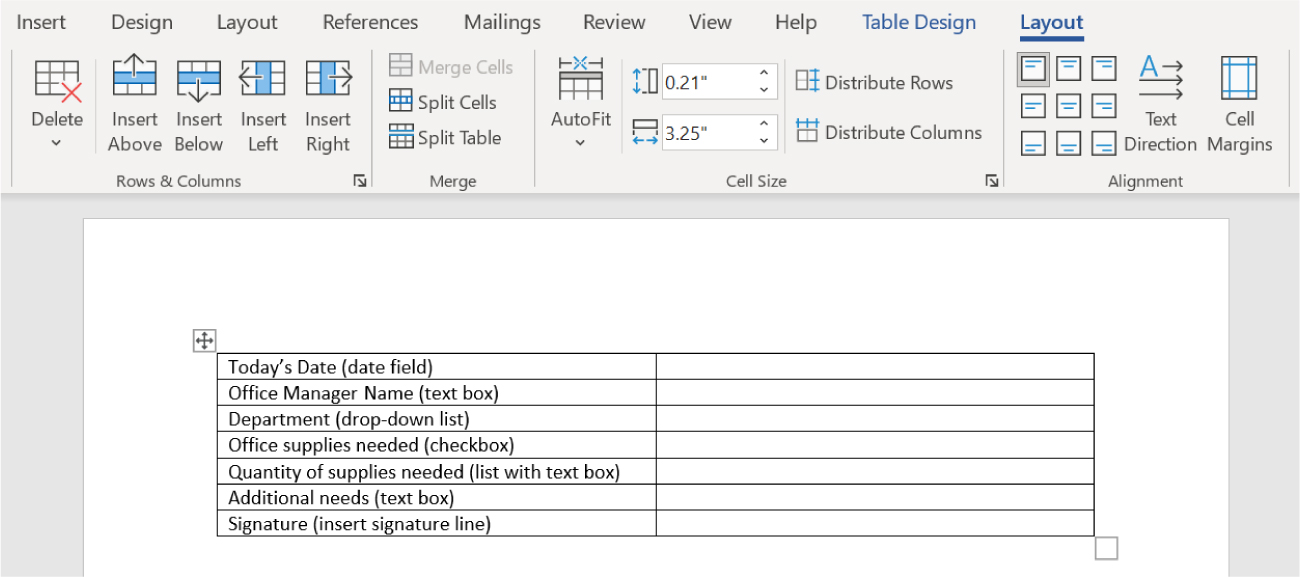 Insert Design Layout References Mailings Review View Help Table Design Layout
Delete
Insert Above
Insert Below
Insert Left
Insert Right
Rows & Columns
Merge Cells
Split Cells
Split Table
Merge
AutoFit
0.21"
3.25"
Distribute Rows
Distribute Columns
Cell Size
A
Text Direction
Cell Margins
Alignment
Today’s Date (date field)
Office Manager Name (text box)
Department (drop-down list)
Office supplies needed (checkbox)
Quantity of supplies needed (list with text box)
Additional needs (text box)
Signature (insert signature line)